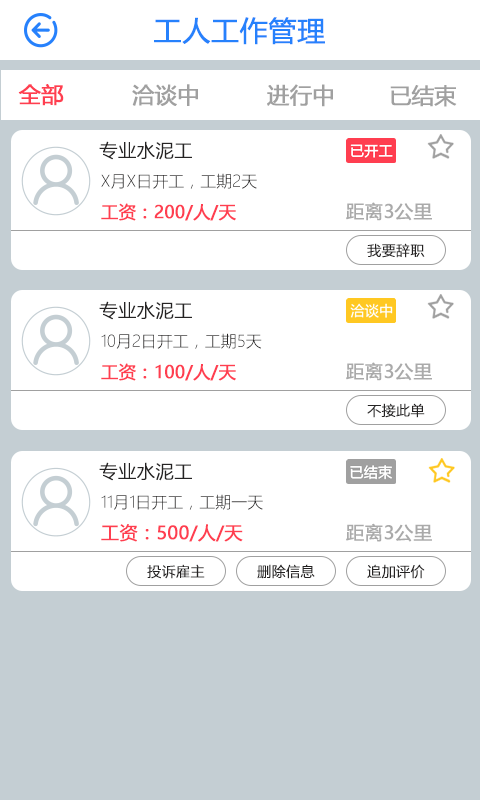 工人工作管理
全部 洽谈中 进行中 已结束
专业水泥工 已开工
X月X日开工，工期2天
工资：200/人/天 距离3公里
我要辞职
专业水泥工 洽谈中
10月2日开工，工期5天
工资：100/人/天 距离3公里
不接此单
专业水泥工 已结束
11月1日开工，工期一天
工资：500/人/天 距离3公里
投诉雇主 删除信息 追加评价